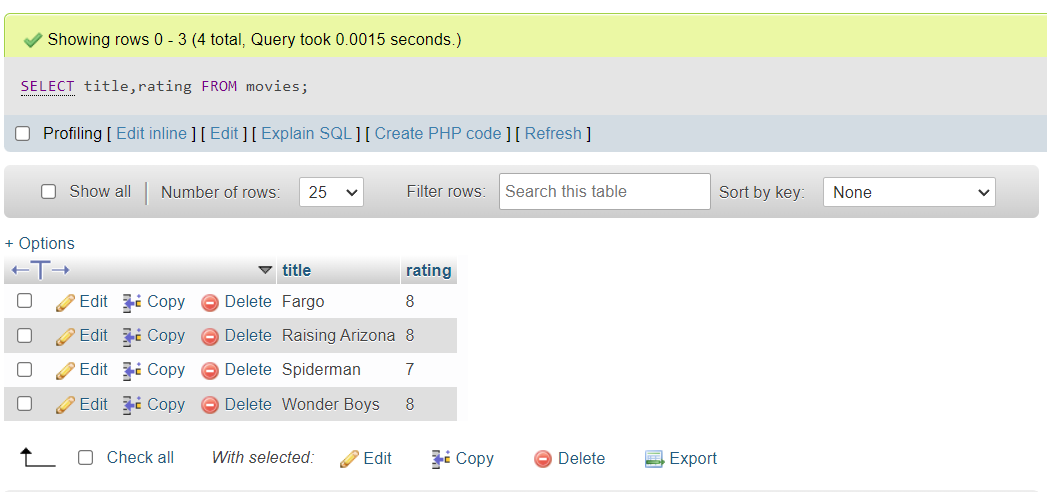 Showing rows 0 - 3 (4 total, Query took 0.0015 seconds.)
SELECT title,rating FROM movies;
Profiling [ Edit inline ] [ Edit ] [ Explain SQL ] [ Create PHP code ] [ Refresh ]
Show all | Number of rows: 25 Filter rows: Search this table Sort by key: None
+ Options
←T→ title rating
Edit Copy Delete Fargo 8
Edit Copy Delete Raising Arizona 8
Edit Copy Delete Spiderman 7
Edit Copy Delete Wonder Boys 8
Check all With selected: Edit Copy Delete Export